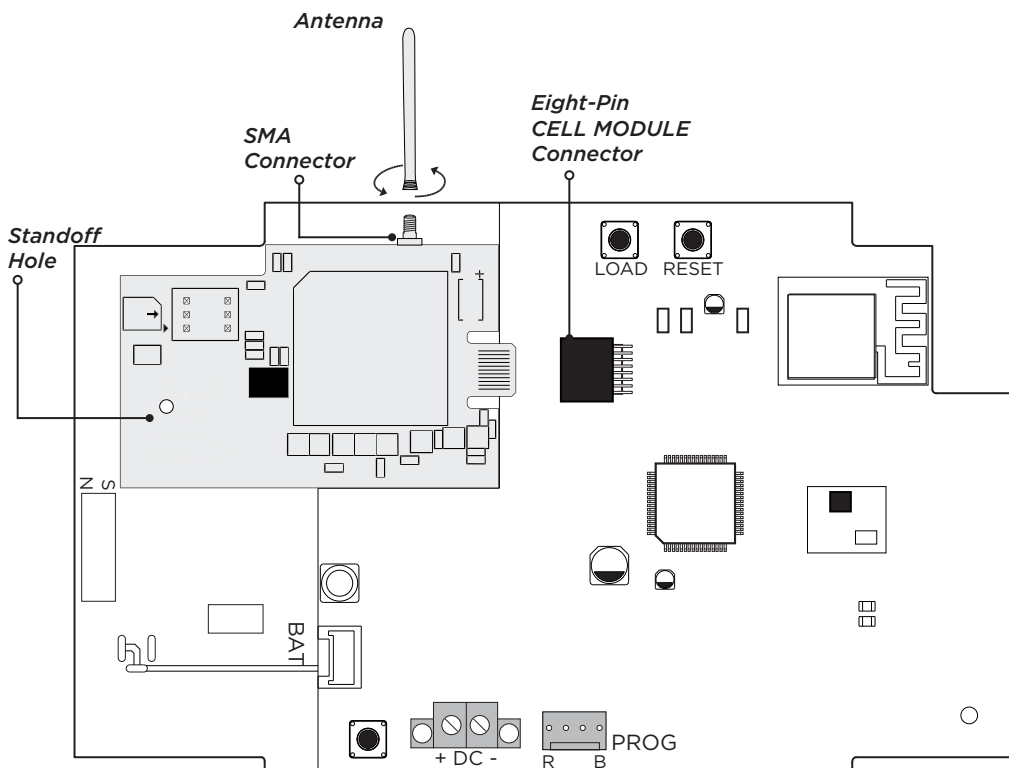 Antenna
Eight-Pin
CELL MODULE
Connector
SMA
Connector
Standoff
Hole
LOAD
RESET
+
S
N
BAT
PROG
+ DC -
R
B